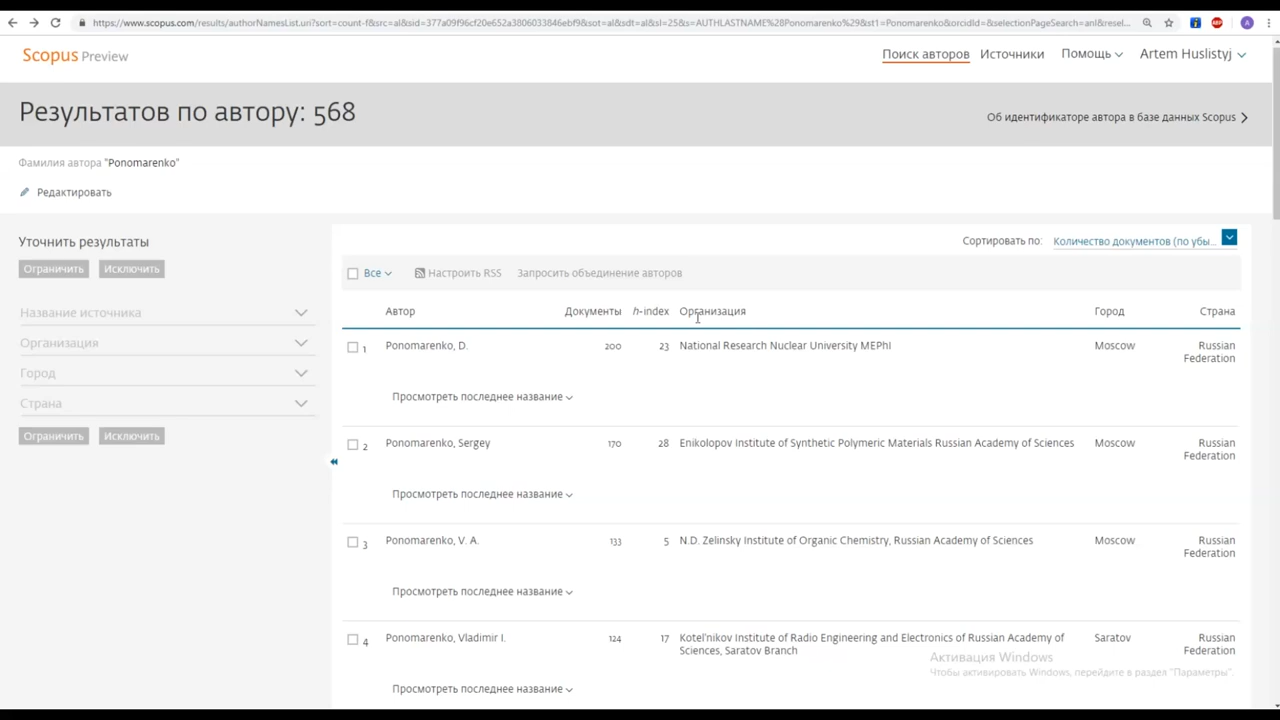 https://www.scopus.com/results/authorNamesList.uri?sort=count-f&src=al&sid=377a09f96cf20e652a3806033846ebf9&sot=al&sdt=al&sl=25&s=AUTHLASTNAME%28Ponomarenko%29&st1=Ponomarenko&orcidId=&selectionPageSearch=anl&resel...
Scopus Preview
Поиск авторов Источники Помощь Artem Huslistyj
Результатов по автору: 568
Об идентификаторе автора в базе данных Scopus
Фамилия автора "Ponomarenko"
Редактировать
Уточнить результаты
Ограничить Исключить
Название источника
Организация
Город
Страна
Ограничить Исключить
Сортировать по: Количество документов (по убы...
Все Настроить RSS Запросить объединение авторов
Автор Документы h-index Организация Город Страна
1 Ponomarenko, D. 200 23 National Research Nuclear University MEPhI Moscow Russian
Federation
Просмотреть последнее название
2 Ponomarenko, Sergey 170 28 Enikolopov Institute of Synthetic Polymeric Materials Russian Academy of Sciences Moscow Russian
Federation
Просмотреть последнее название
3 Ponomarenko, V. A. 133 5 N.D. Zelinsky Institute of Organic Chemistry, Russian Academy of Sciences Moscow Russian
Federation
Просмотреть последнее название
4 Ponomarenko, Vladimir I. 124 17 Kotel'nikov Institute of Radio Engineering and Electronics of Russian Academy of Saratov Russian
Sciences, Saratov Branch Federation
Просмотреть последнее название
Активация Windows
Чтобы активировать Windows, перейдите в раздел "Параметры".